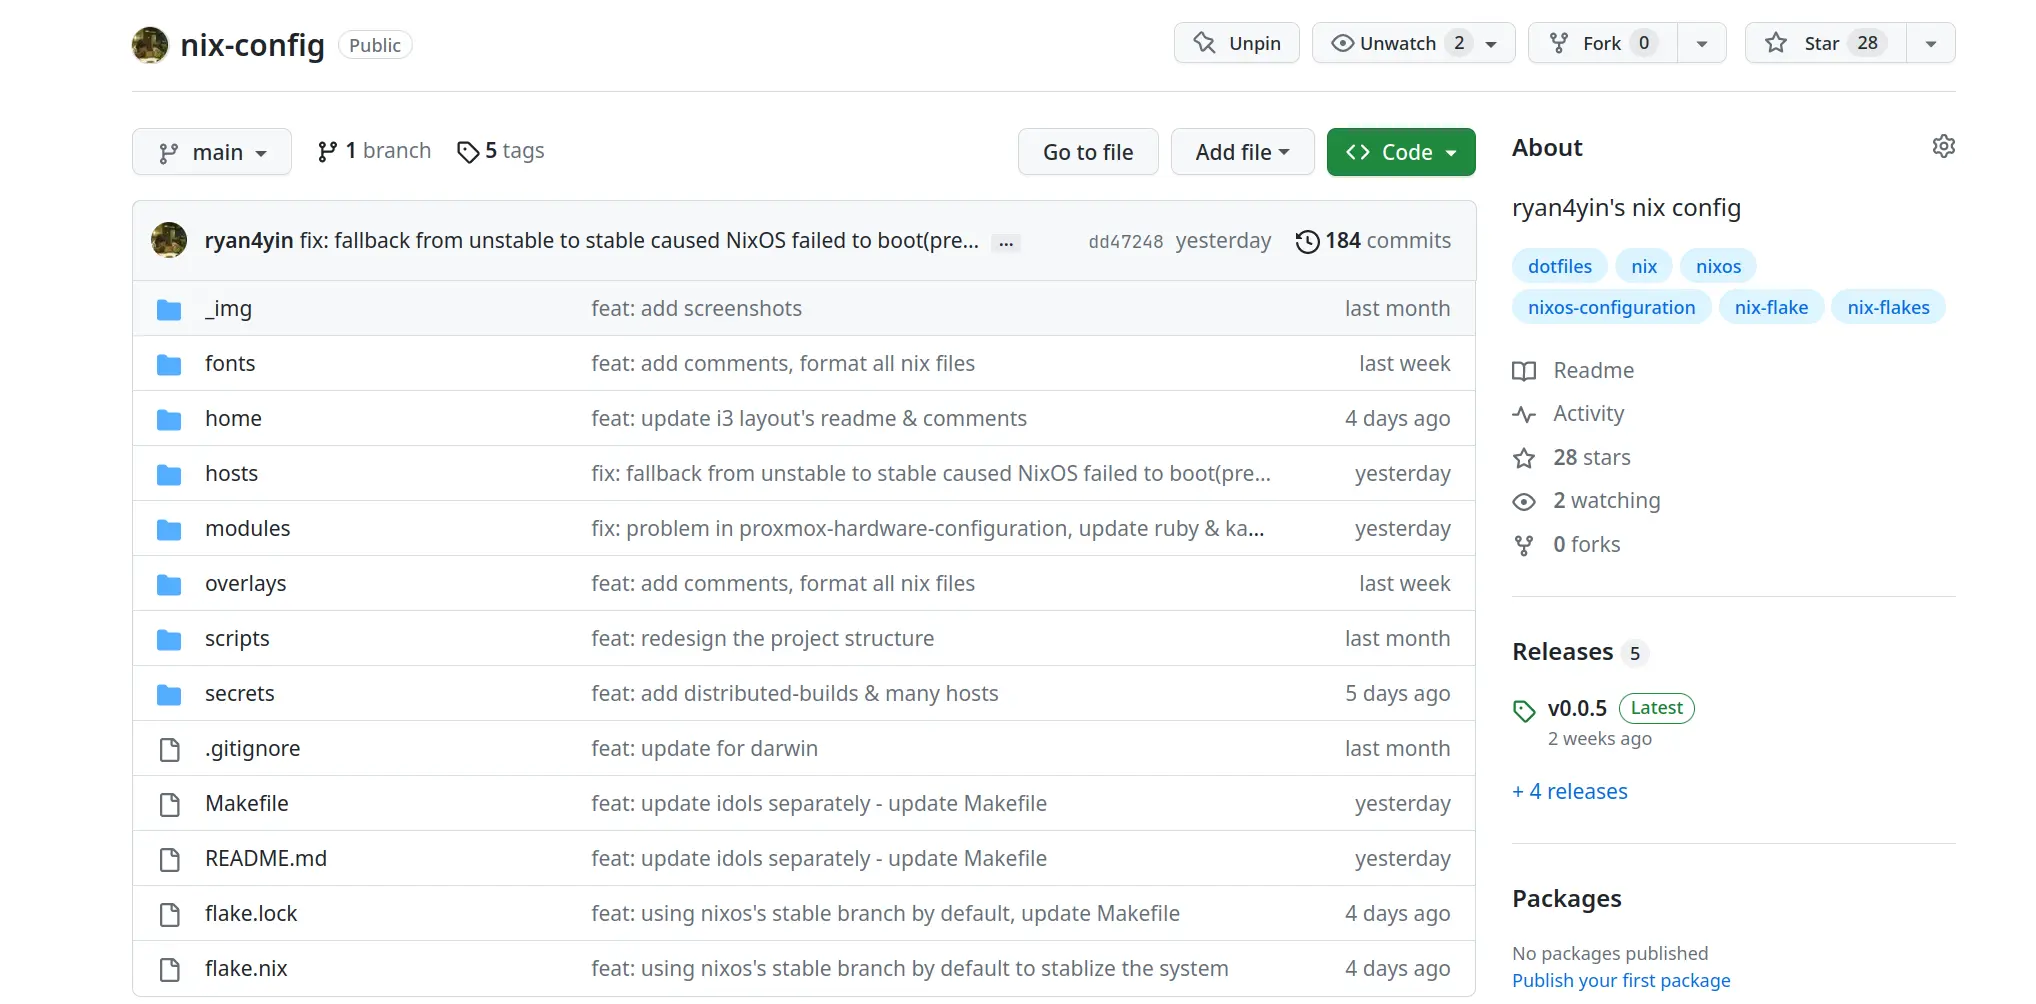 nix-config Public Unpin Unwatch 2 Fork 0 Star 28
main 1 branch 5 tags Go to file Add file Code
ryan4yin fix: fallback from unstable to stable caused NixOS failed to boot(pre... ... dd47248 yesterday 184 commits
_img feat: add screenshots last month
fonts feat: add comments, format all nix files last week
home feat: update i3 layout's readme & comments 4 days ago
hosts fix: fallback from unstable to stable caused NixOS failed to boot(pre... yesterday
modules fix: problem in proxmox-hardware-configuration, update ruby & ka... yesterday
overlays feat: add comments, format all nix files last week
scripts feat: redesign the project structure last month
secrets feat: add distributed-builds & many hosts 5 days ago
.gitignore feat: update for darwin last month
Makefile feat: update idols separately - update Makefile yesterday
README.md feat: update idols separately - update Makefile yesterday
flake.lock feat: using nixos's stable branch by default, update Makefile 4 days ago
flake.nix feat: using nixos's stable branch by default to stablize the system 4 days ago
About
ryan4yin's nix config
dotfiles nix nixos
nixos-configuration nix-flake nix-flakes
Readme
Activity
28 stars
2 watching
0 forks
Releases 5
v0.0.5 Latest
2 weeks ago
+ 4 releases
Packages
No packages published
Publish your first package